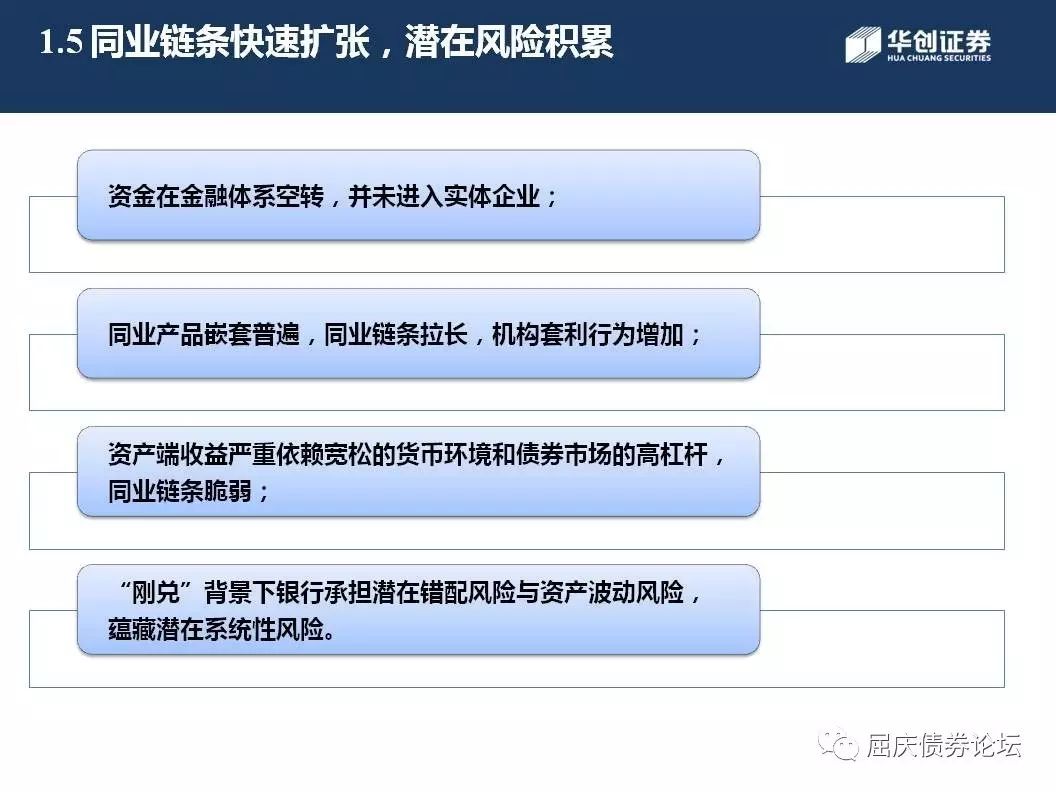 1.5 同业链条快速扩张，潜在风险积累
华创证券
HUA CHUANG SECURITIES
资金在金融体系空转，并未进入实体企业；
同业产品嵌套普遍，同业链条拉长，机构套利行为增加；
资产端收益严重依赖宽松的货币环境和债券市场的高杠杆，
同业链条脆弱；
“刚兑”背景下银行承担潜在错配风险与资产波动风险，
蕴藏潜在系统性风险。
屈庆债券论坛